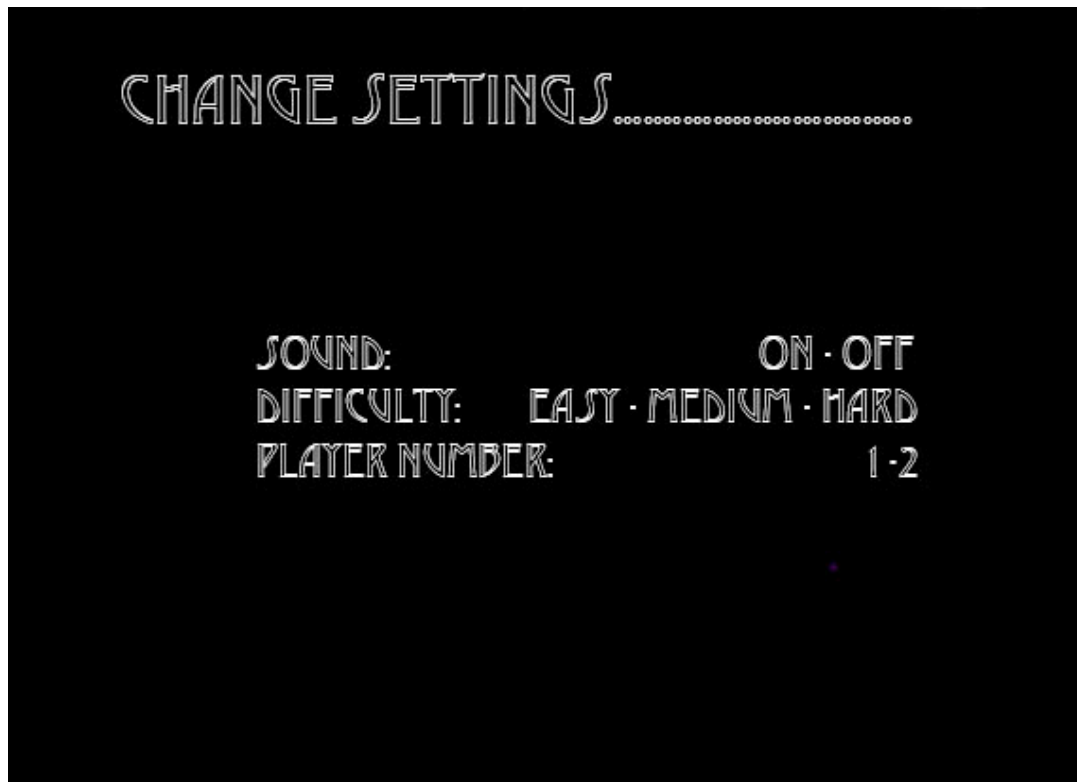 CHANGE SETTINGS..............................
SOUND: ON - OFF
DIFFICULTY: EASY - MEDIUM - HARD
PLAYER NUMBER: 1 -2